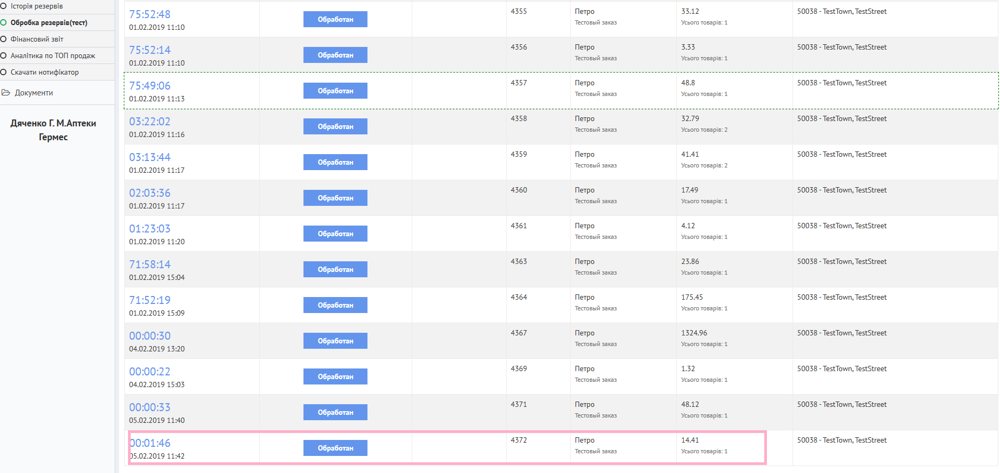 Історія резервів
Обробка резервів(тест)
Фінансовий звіт
Аналітика по ТОП продаж
Скачати нотифікатор
Документи
Дяченко Г. М.Аптеки
Гермес
75:52:48
01.02.2019 11:10
Обработан
4355
Петро
Тестовый заказ
33.12
Усього товарів: 1
50038 - TestTown, TestStreet
75:52:14
01.02.2019 11:10
Обработан
4356
Петро
Тестовый заказ
3.33
Усього товарів: 1
50038 - TestTown, TestStreet
75:49:06
01.02.2019 11:13
Обработан
4357
Петро
Тестовый заказ
48.8
Усього товарів: 1
50038 - TestTown, TestStreet
03:22:02
01.02.2019 11:16
Обработан
4358
Петро
Тестовый заказ
32.79
Усього товарів: 2
50038 - TestTown, TestStreet
03:13:44
01.02.2019 11:17
Обработан
4359
Петро
Тестовый заказ
41.41
Усього товарів: 2
50038 - TestTown, TestStreet
02:03:36
01.02.2019 11:17
Обработан
4360
Петро
Тестовый заказ
17.49
Усього товарів: 1
50038 - TestTown, TestStreet
01:23:03
01.02.2019 11:20
Обработан
4361
Петро
Тестовый заказ
4.12
Усього товарів: 1
50038 - TestTown, TestStreet
71:58:14
01.02.2019 15:04
Обработан
4363
Петро
Тестовый заказ
23.86
Усього товарів: 1
50038 - TestTown, TestStreet
71:52:19
01.02.2019 15:09
Обработан
4364
Петро
Тестовый заказ
175.45
Усього товарів: 1
50038 - TestTown, TestStreet
00:00:30
04.02.2019 13:20
Обработан
4367
Петро
Тестовый заказ
1324.96
Усього товарів: 1
50038 - TestTown, TestStreet
00:00:22
04.02.2019 15:03
Обработан
4369
Петро
Тестовый заказ
1.32
Усього товарів: 1
50038 - TestTown, TestStreet
00:00:33
05.02.2019 11:40
Обработан
4371
Петро
Тестовый заказ
48.12
Усього товарів: 1
50038 - TestTown, TestStreet
00:01:46
05.02.2019 11:42
Обработан
4372
Петро
Тестовый заказ
14.41
Усього товарів: 1
50038 - TestTown, TestStreet